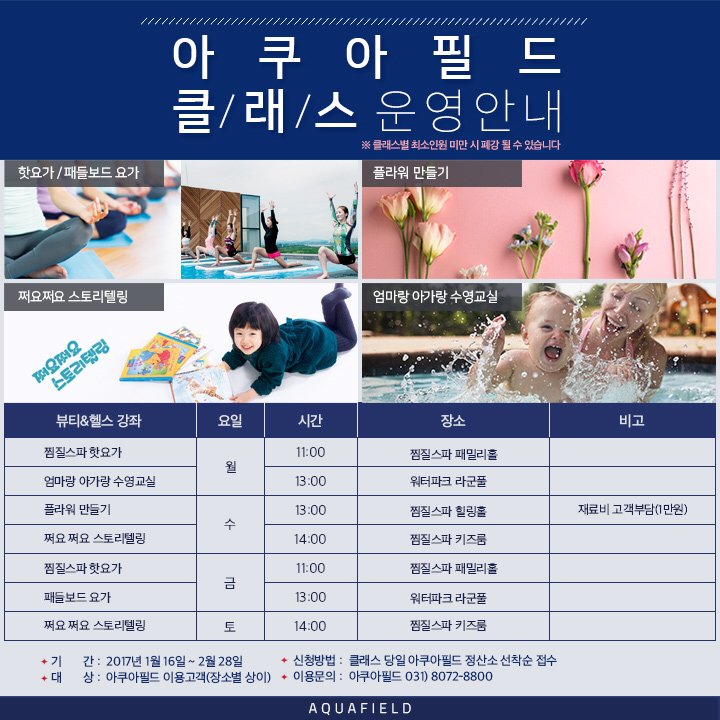 아쿠아필드
클/래/스 운영안내
※ 클래스별 최소인원 미만 시 폐강 될 수 있습니다
핫요가 / 패들보드 요가
플라워 만들기
쩌요쩌요 스토리텔링
엄마랑 아가랑 수영교실
쩌요쩌요
스토리텔링
뷰티&헬스 강좌 요일 시간 장소 비고
찜질스파 핫요가 월 11:00 찜질스파 패밀리홀
엄마랑 아가랑 수영교실 13:00 워터파크 라군풀
플라워 만들기 수 13:00 찜질스파 힐링홀 재료비 고객부담(1만원)
쩌요 쩌요 스토리텔링 14:00 찜질스파 키즈룸
찜질스파 핫요가 금 11:00 찜질스파 패밀리홀
패들보드 요가 13:00 워터파크 라군풀
쩌요 쩌요 스토리텔링 토 14:00 찜질스파 키즈룸
✦ 기 간 : 2017년 1월 16일 ~ 2월 28일 ✦ 신청방법 : 클래스 당일 아쿠아필드 정산소 선착순 접수
✦ 대 상 : 아쿠아필드 이용고객(장소별 상이) ✦ 이용문의 : 아쿠아필드 031) 8072-8800
AQUAFIELD